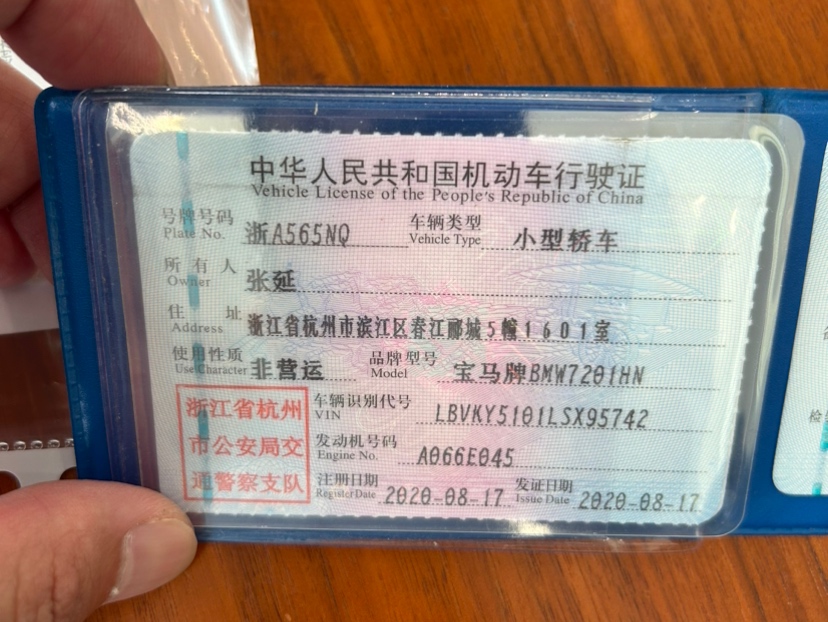 中华人民共和国机动车行驶证
Vehicle License of the People's Republic of China
号牌号码 Plate No. 浙A565NQ 车辆类型 Vehicle Type 小型轿车
所有人 Owner 张延
住址 Address 浙江省杭州市滨江区春江郦城5幢1601室
使用性质 Use Character 非营运 品牌型号 Model 宝马牌BMW7201HN
车辆识别代号 VIN LBVKY5101LSX95742
发动机号码 Engine No. A066E045
注册日期 Register Date 2020-08-17 发证日期 Issue Date 2020-08-17
浙江省杭州
市公安局交
通警察支队